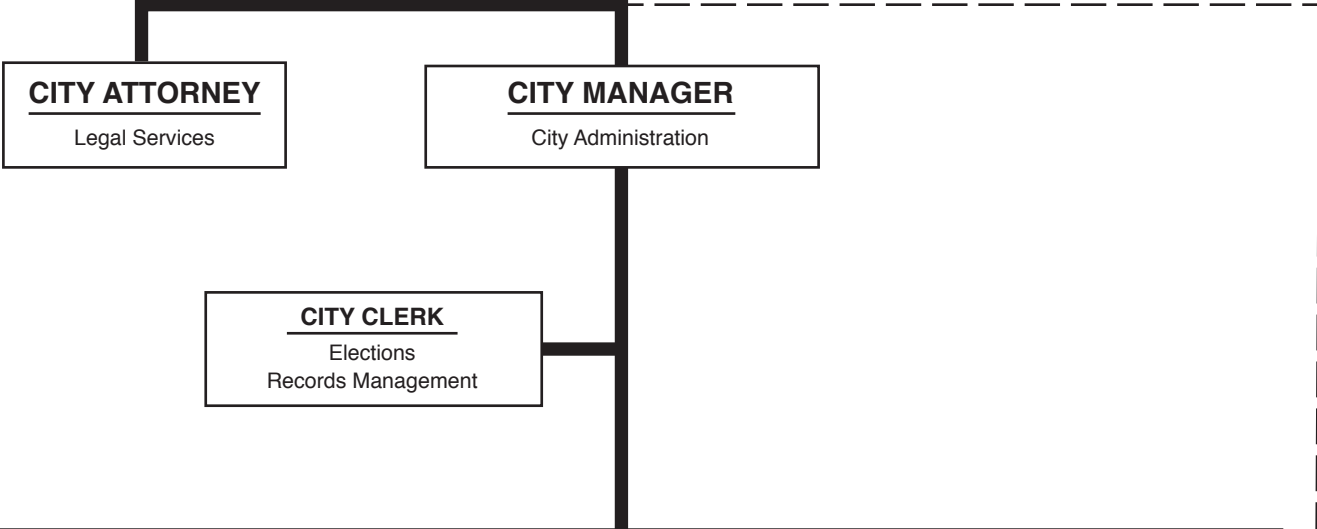 CITY ATTORNEY
Legal Services
CITY MANAGER
City Administration
CITY CLERK
Elections
Records Management